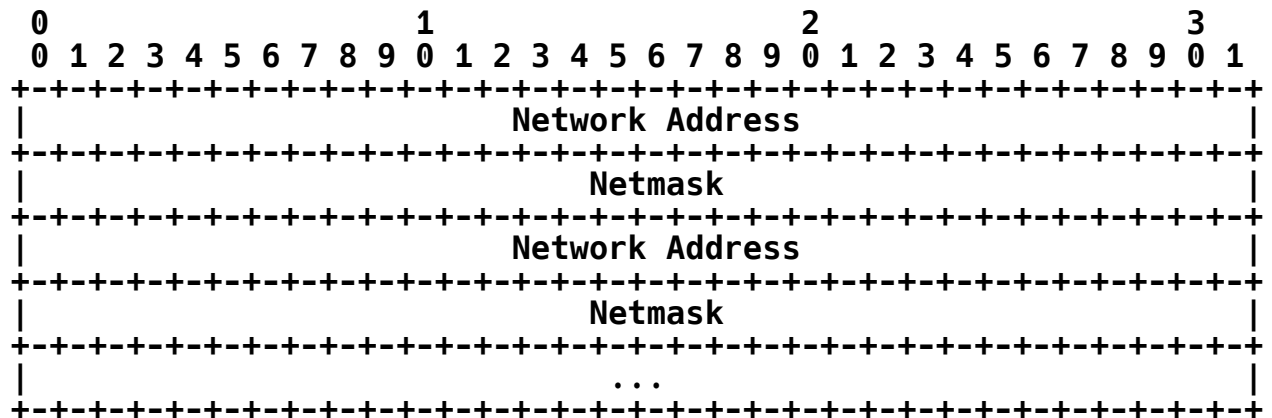 0                   1                   2                   3
 0 1 2 3 4 5 6 7 8 9 0 1 2 3 4 5 6 7 8 9 0 1 2 3 4 5 6 7 8 9 0 1
+-+-+-+-+-+-+-+-+-+-+-+-+-+-+-+-+-+-+-+-+-+-+-+-+-+-+-+-+-+-+-+-+
|                         Network Address                       |
+-+-+-+-+-+-+-+-+-+-+-+-+-+-+-+-+-+-+-+-+-+-+-+-+-+-+-+-+-+-+-+-+
|                             Netmask                           |
+-+-+-+-+-+-+-+-+-+-+-+-+-+-+-+-+-+-+-+-+-+-+-+-+-+-+-+-+-+-+-+-+
|                         Network Address                       |
+-+-+-+-+-+-+-+-+-+-+-+-+-+-+-+-+-+-+-+-+-+-+-+-+-+-+-+-+-+-+-+-+
|                             Netmask                           |
+-+-+-+-+-+-+-+-+-+-+-+-+-+-+-+-+-+-+-+-+-+-+-+-+-+-+-+-+-+-+-+-+
|                              ...                              |
+-+-+-+-+-+-+-+-+-+-+-+-+-+-+-+-+-+-+-+-+-+-+-+-+-+-+-+-+-+-+-+-+